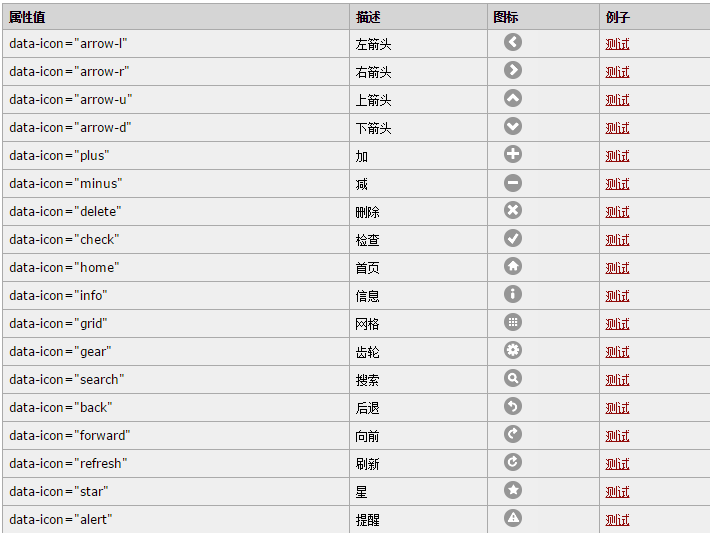 属性值 描述 图标 例子
data-icon="arrow-l" 左箭头 测试
data-icon="arrow-r" 右箭头 测试
data-icon="arrow-u" 上箭头 测试
data-icon="arrow-d" 下箭头 测试
data-icon="plus" 加 测试
data-icon="minus" 减 测试
data-icon="delete" 删除 测试
data-icon="check" 检查 测试
data-icon="home" 首页 测试
data-icon="info" 信息 测试
data-icon="grid" 网格 测试
data-icon="gear" 齿轮 测试
data-icon="search" 搜索 测试
data-icon="back" 后退 测试
data-icon="forward" 向前 测试
data-icon="refresh" 刷新 测试
data-icon="star" 星 测试
data-icon="alert" 提醒 测试